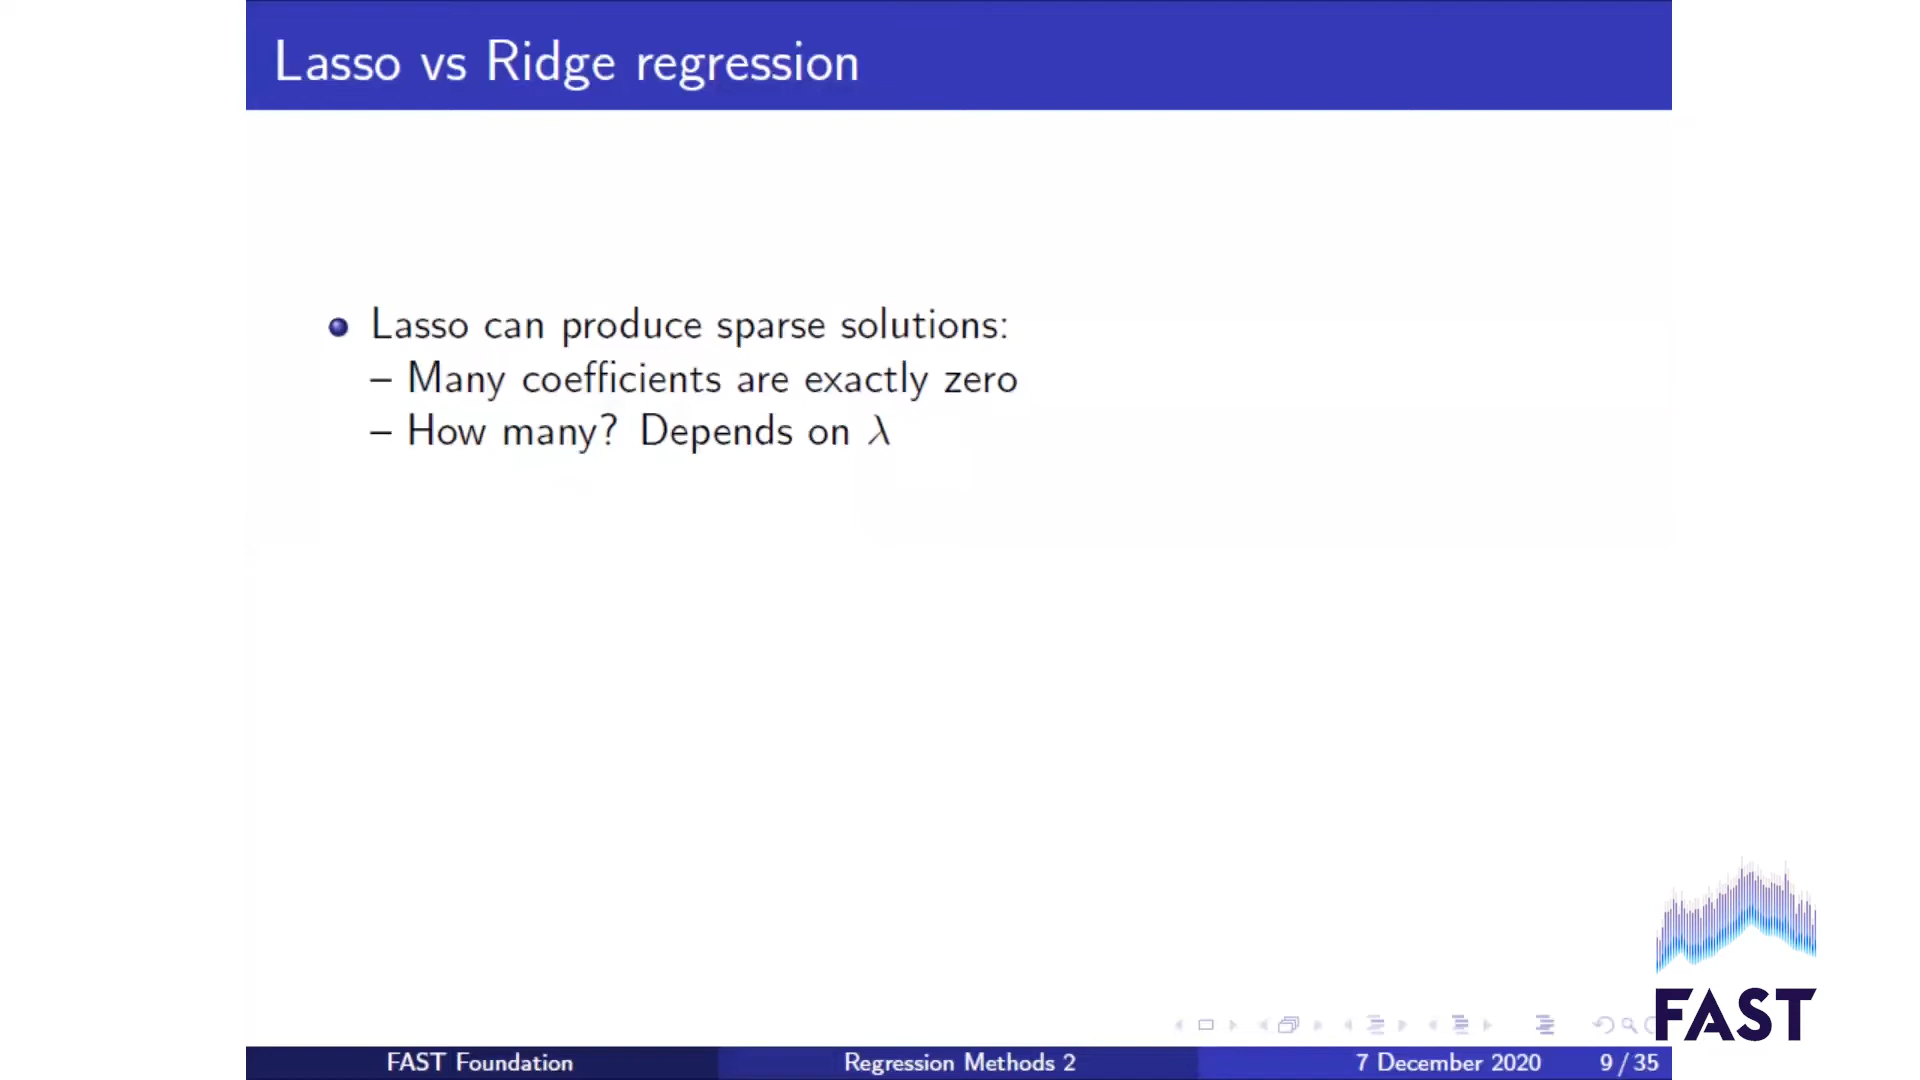 Lasso vs Ridge regression
Lasso can produce sparse solutions:
– Many coefficients are exactly zero
– How many? Depends on λ
FAST
FAST Foundation Regression Methods 2 7 December 2020 9 / 35